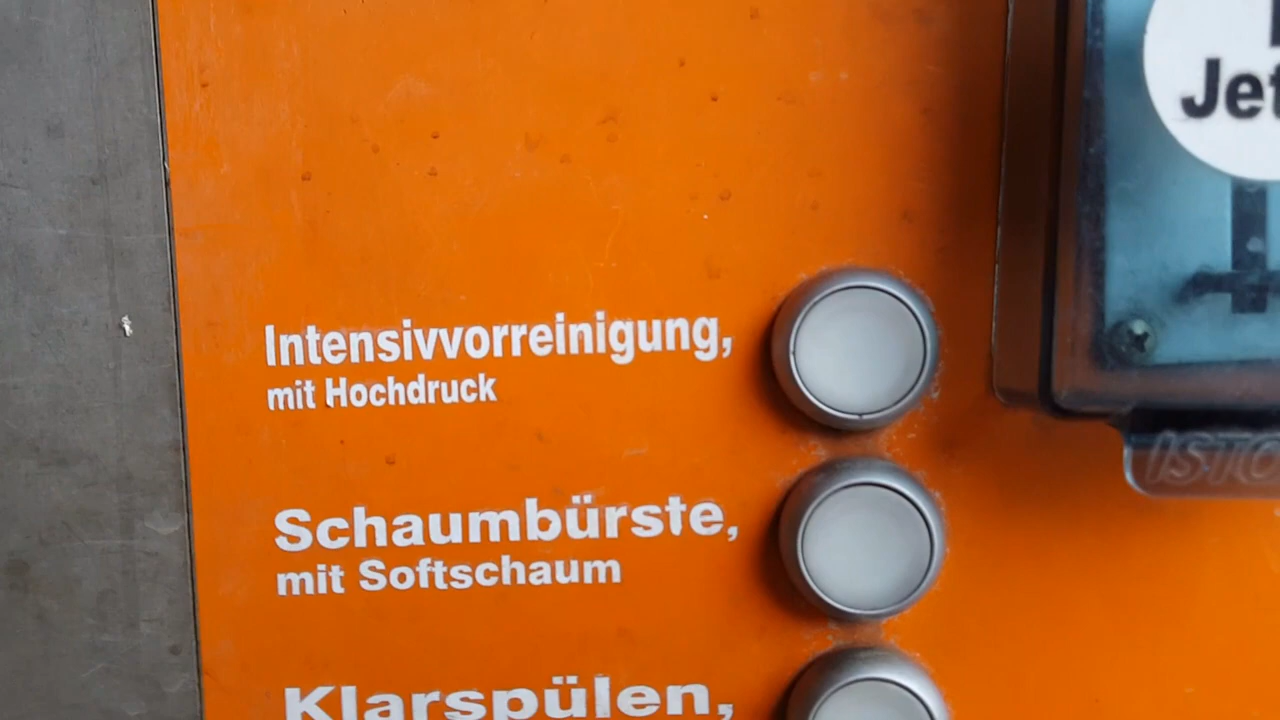 Intensivvorreinigung,
mit Hochdruck
Schaumbürste,
mit Softschaum
Klarspülen,